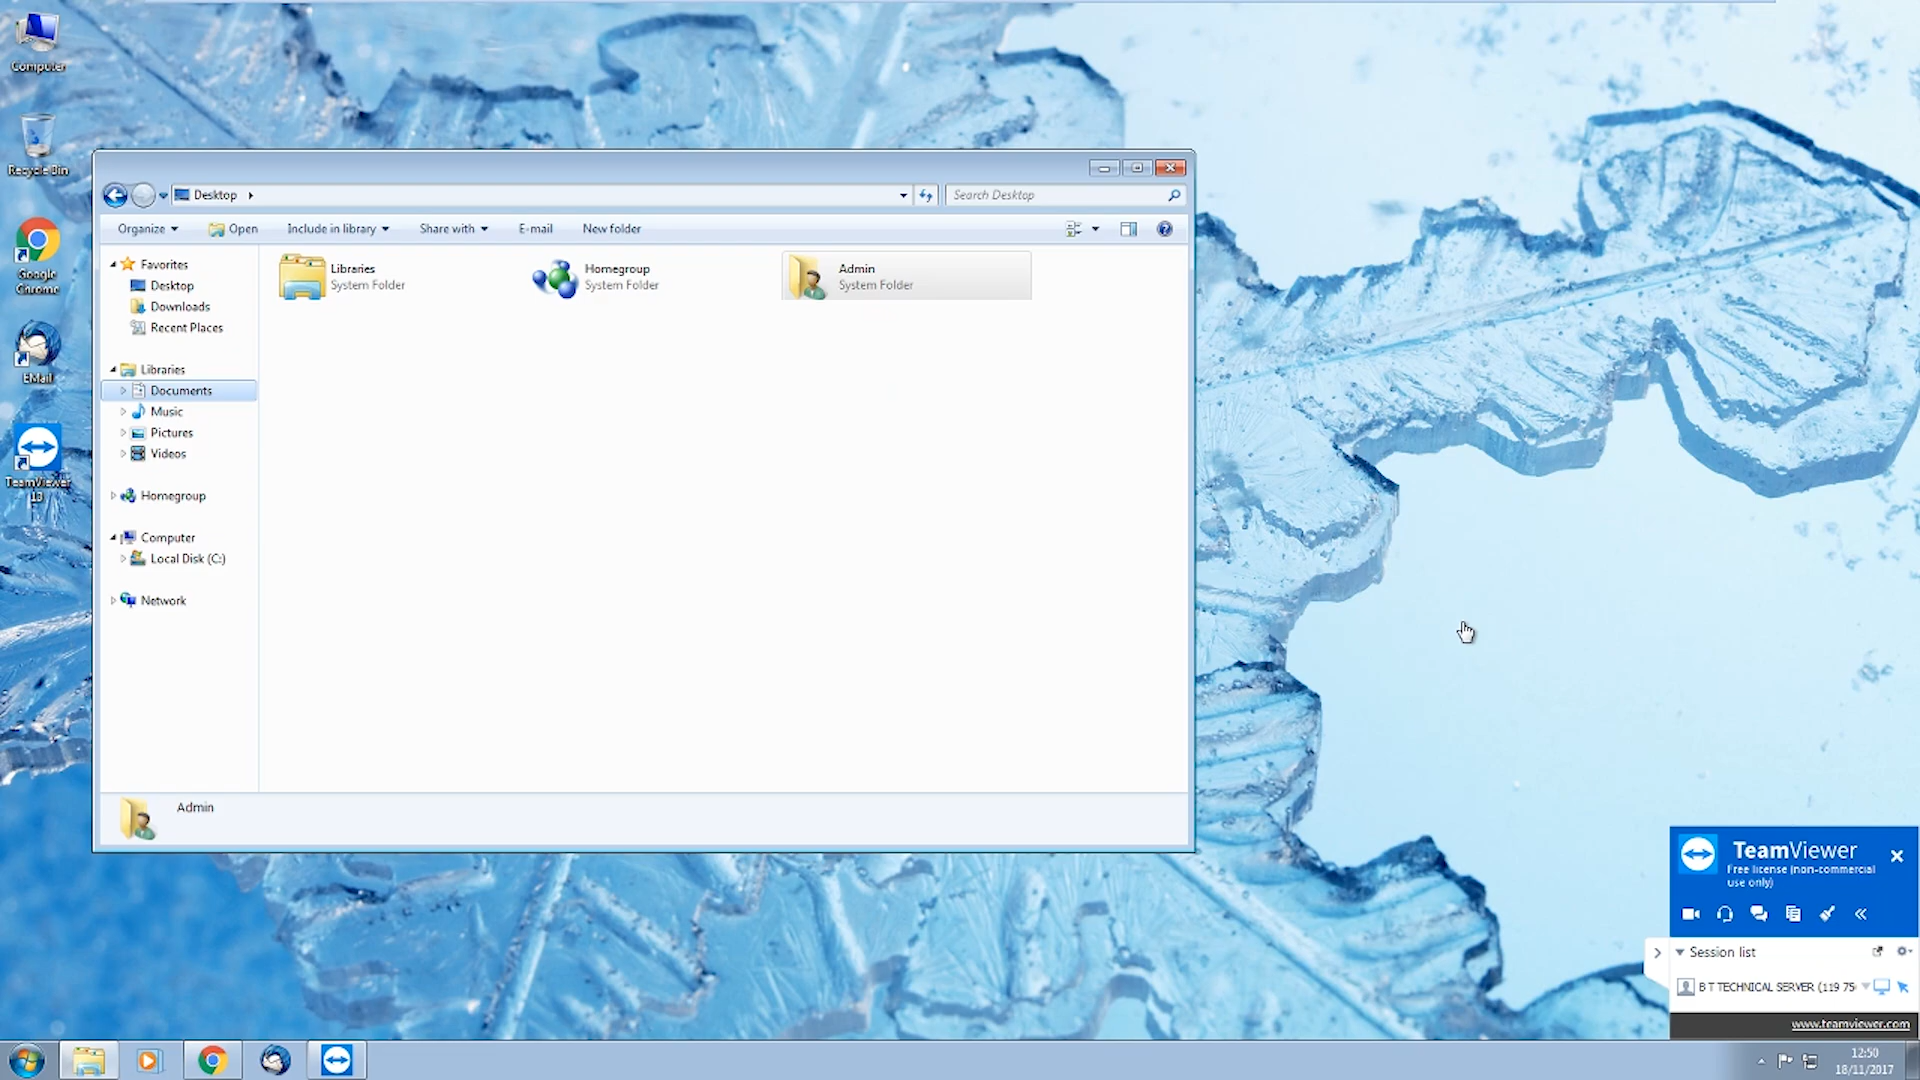 Computer
Recycle Bin
Google
Chrome
EMail
TeamViewer
Desktop
Search Desktop
Organize
Open
Include in library
Share with
E-mail
New folder
Favorites
Desktop
Downloads
Recent Places
Libraries
Documents
Music
Pictures
Videos
Homegroup
Computer
Local Disk (C:)
Network
Libraries
System Folder
Homegroup
System Folder
Admin
System Folder
Admin
TeamViewer
Free license (non-commercial
use only)
Session list
B T TECHNICAL SERVER (119 75
www.teamviewer.com
12:50
18/11/2017